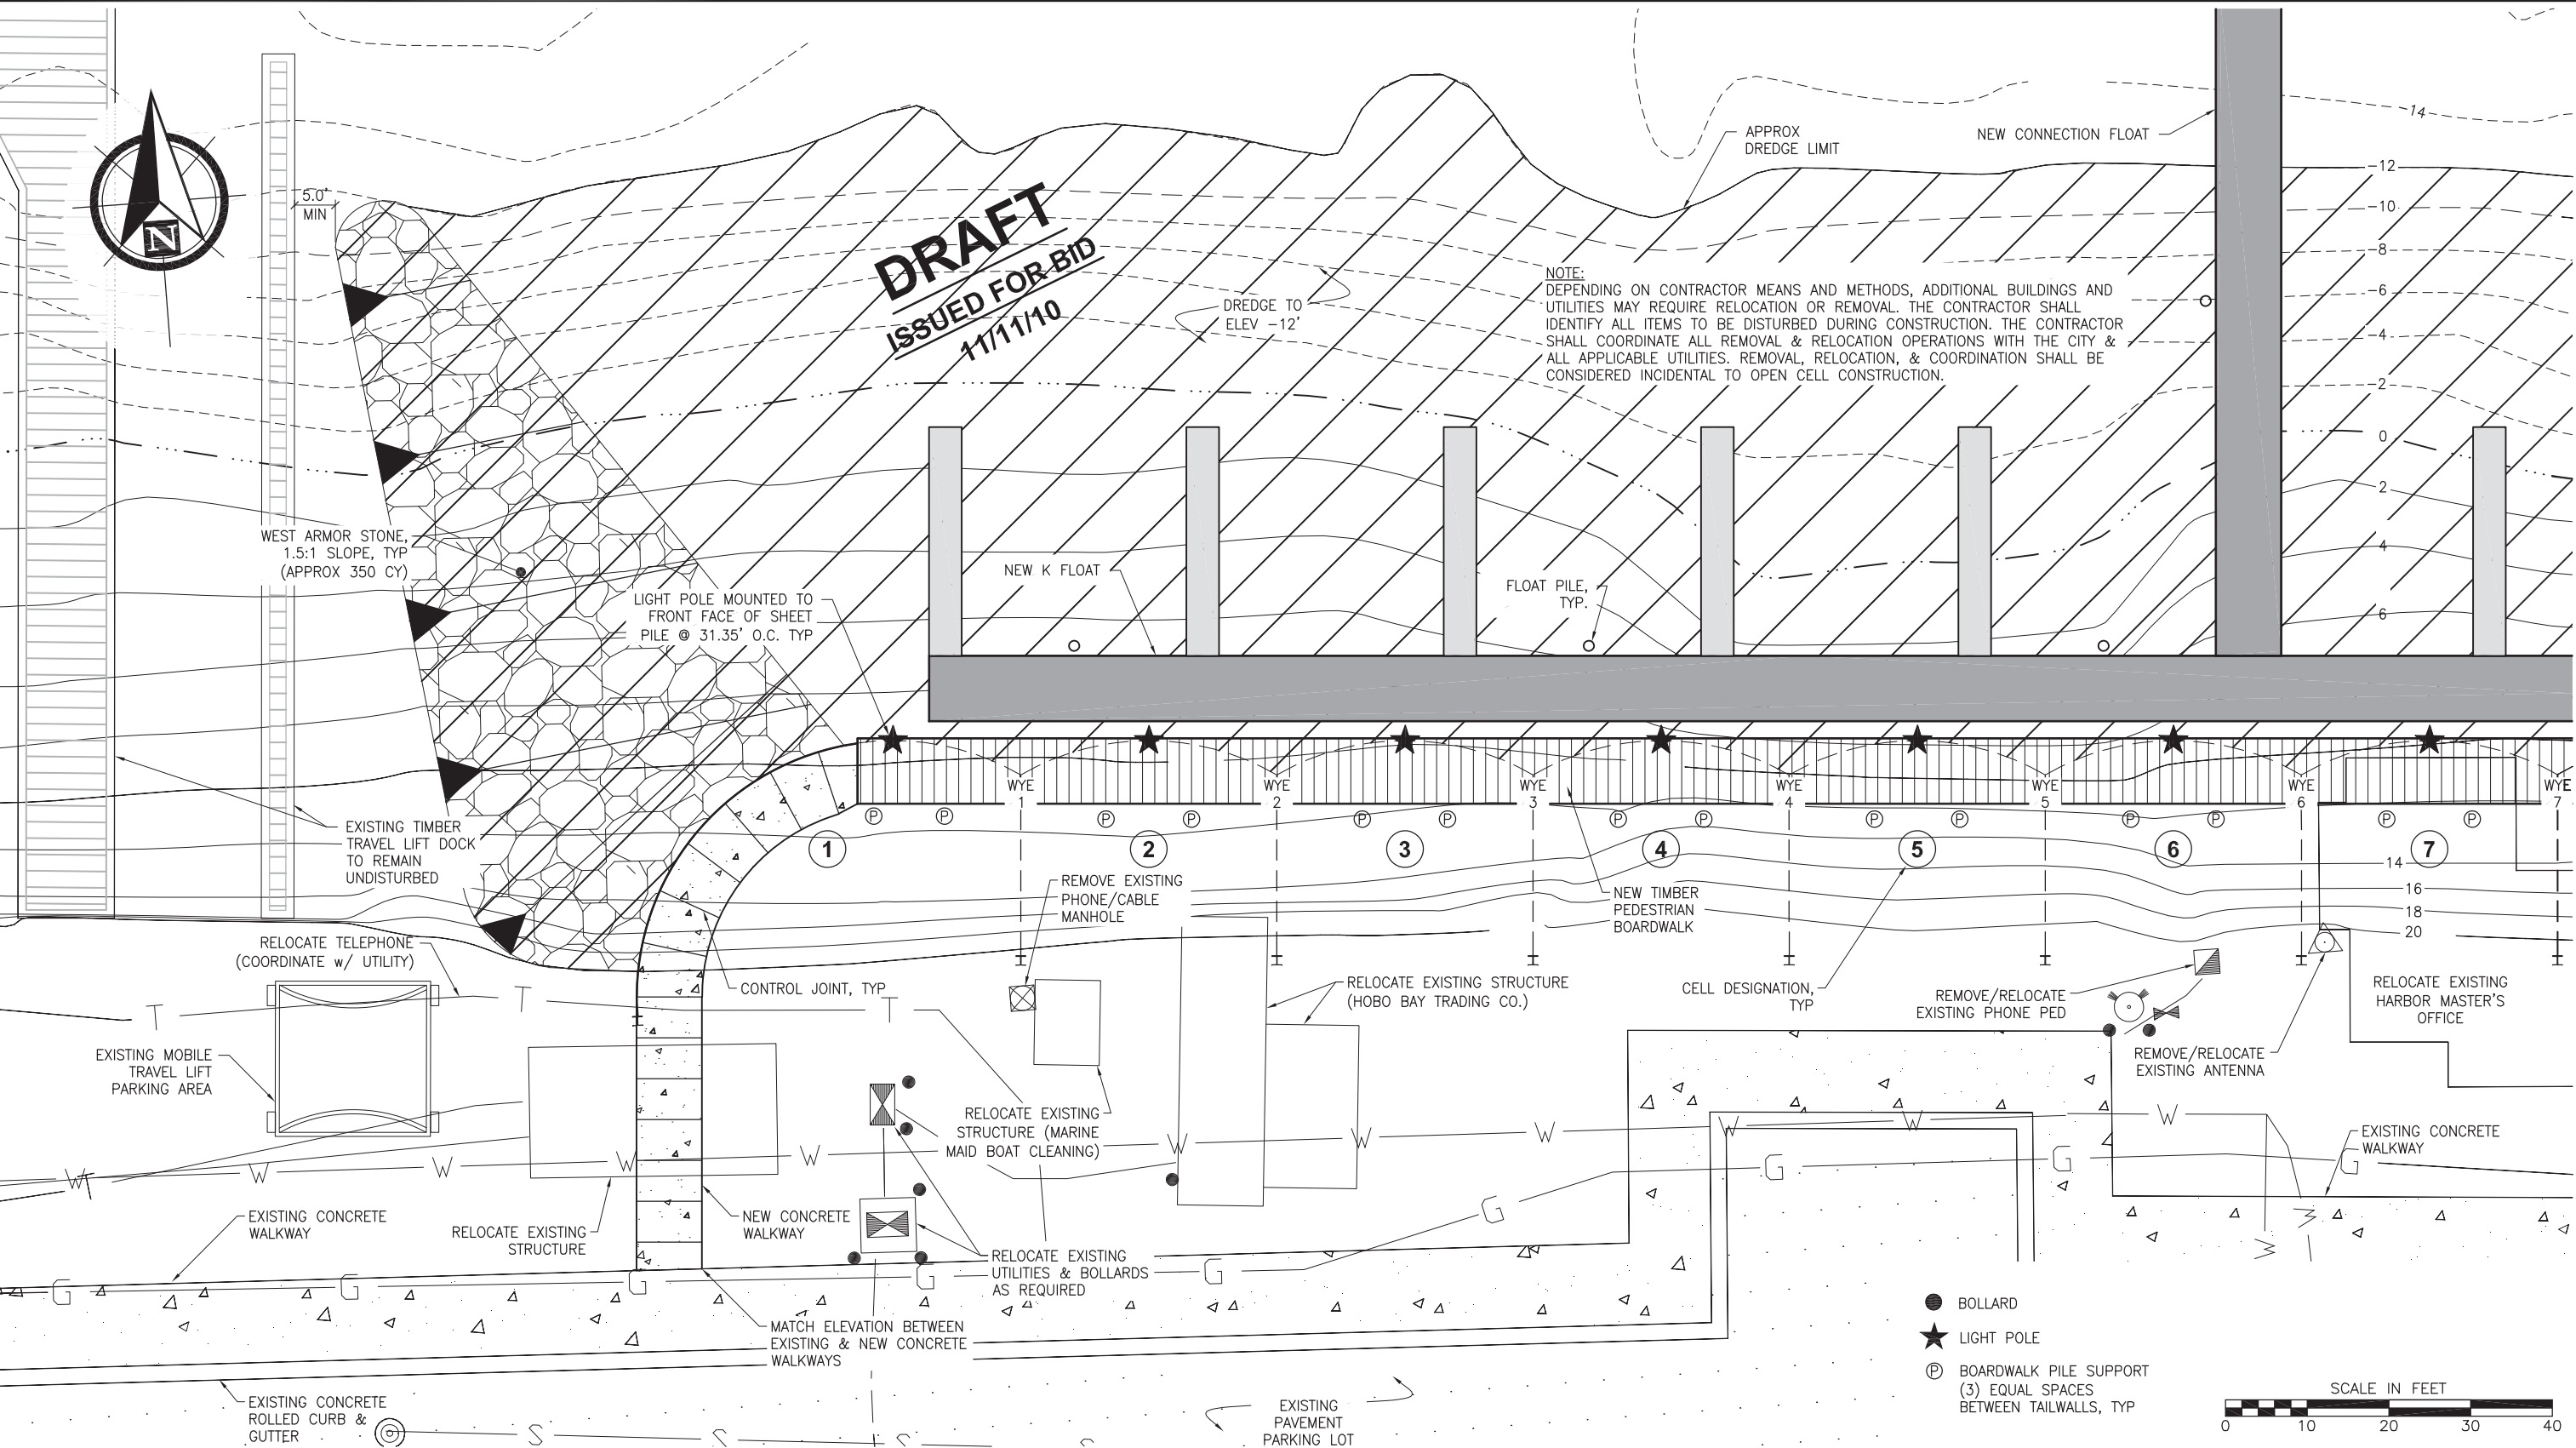 5.0'
MIN
N
DRAFT
ISSUED FOR BID
11/11/10
APPROX
DREDGE LIMIT
NEW CONNECTION FLOAT
-14
-12
-10
-8
-6
-4
-2
0
2
4
6
DREDGE TO
ELEV -12'
NOTE:
DEPENDING ON CONTRACTOR MEANS AND METHODS, ADDITIONAL BUILDINGS AND
UTILITIES MAY REQUIRE RELOCATION OR REMOVAL. THE CONTRACTOR SHALL
IDENTIFY ALL ITEMS TO BE DISTURBED DURING CONSTRUCTION. THE CONTRACTOR
SHALL COORDINATE ALL REMOVAL & RELOCATION OPERATIONS WITH THE CITY &
ALL APPLICABLE UTILITIES. REMOVAL, RELOCATION, & COORDINATION SHALL BE
CONSIDERED INCIDENTAL TO OPEN CELL CONSTRUCTION.
WEST ARMOR STONE,
1.5:1 SLOPE, TYP
(APPROX 350 CY)
LIGHT POLE MOUNTED TO
FRONT FACE OF SHEET
PILE @ 31.35' O.C. TYP
NEW K FLOAT
FLOAT PILE,
TYP.
WYE
1
WYE
2
WYE
3
WYE
4
WYE
5
WYE
6
WYE
7
P P P P P P P P P P P P P P
1 2 3 4 5 6 7
14
16
18
20
EXISTING TIMBER
TRAVEL LIFT DOCK
TO REMAIN
UNDISTURBED
REMOVE EXISTING
PHONE/CABLE
MANHOLE
NEW TIMBER
PEDESTRIAN
BOARDWALK
RELOCATE TELEPHONE
(COORDINATE w/ UTILITY)
CONTROL JOINT, TYP
RELOCATE EXISTING STRUCTURE
(HOBO BAY TRADING CO.)
CELL DESIGNATION,
TYP
REMOVE/RELOCATE
EXISTING PHONE PED
RELOCATE EXISTING
HARBOR MASTER'S
OFFICE
T T T
EXISTING MOBILE
TRAVEL LIFT
PARKING AREA
REMOVE/RELOCATE
EXISTING ANTENNA
RELOCATE EXISTING
STRUCTURE (MARINE
MAID BOAT CLEANING)
W W W W W W W W W W W W
EXISTING CONCRETE
WALKWAY
G G G
EXISTING CONCRETE
WALKWAY
RELOCATE EXISTING
STRUCTURE
NEW CONCRETE
WALKWAY
G
W
W
RELOCATE EXISTING
UTILITIES & BOLLARDS
AS REQUIRED
G G G G G
MATCH ELEVATION BETWEEN
EXISTING & NEW CONCRETE
WALKWAYS
BOLLARD
LIGHT POLE
P BOARDWALK PILE SUPPORT
(3) EQUAL SPACES
BETWEEN TAILWALLS, TYP
EXISTING CONCRETE
ROLLED CURB &
GUTTER
S S S S
EXISTING
PAVEMENT
PARKING LOT
SCALE IN FEET
0 10 20 30 40